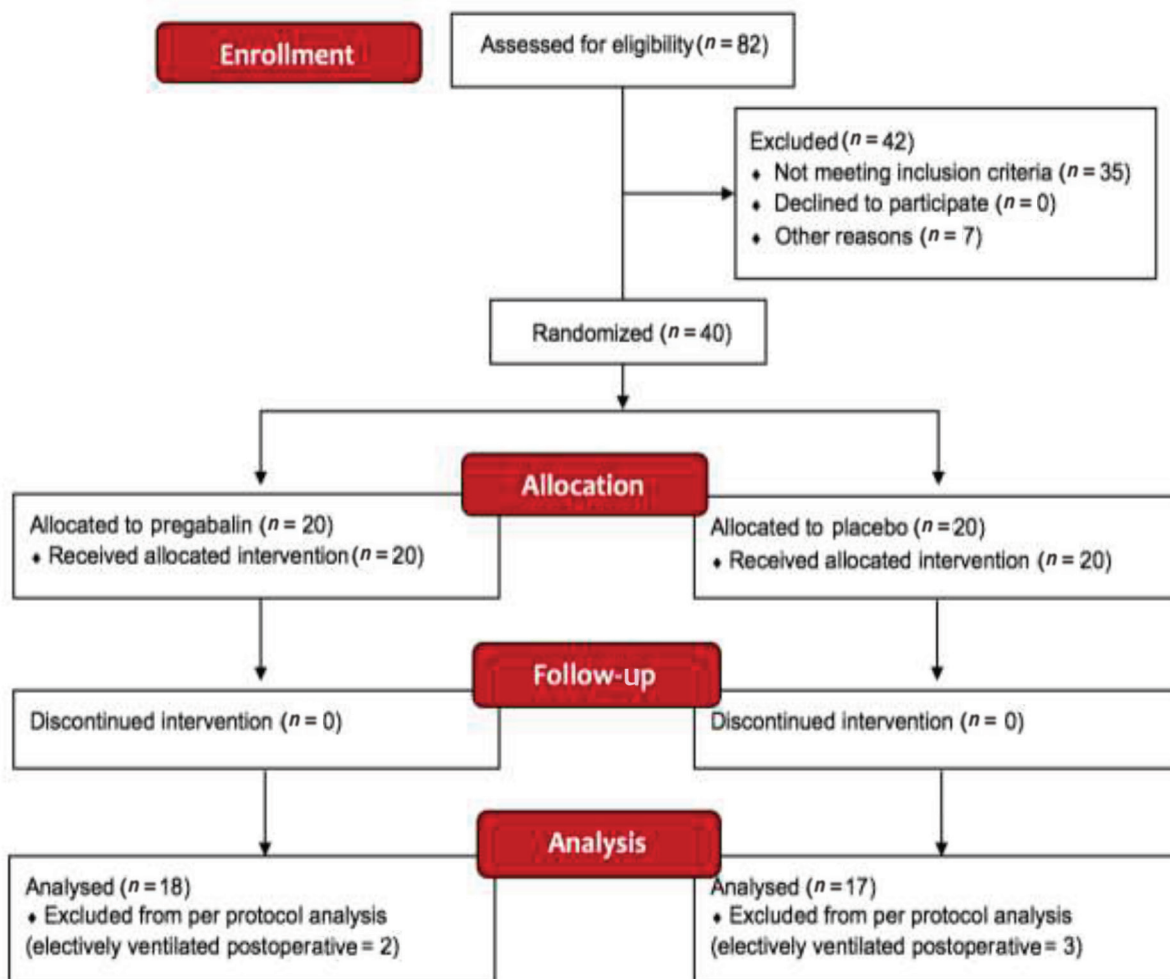 Enrollment
Assessed for eligibility (n = 82)
Excluded (n = 42)
♦ Not meeting inclusion criteria (n = 35)
♦ Declined to participate (n = 0)
♦ Other reasons (n = 7)
Randomized (n = 40)
Allocation
Allocated to pregabalin (n = 20)
♦ Received allocated intervention (n = 20)
Allocated to placebo (n = 20)
♦ Received allocated intervention (n = 20)
Follow-up
Discontinued intervention (n = 0)
Discontinued intervention (n = 0)
Analysis
Analysed (n = 18)
♦ Excluded from per protocol analysis
(electively ventilated postoperative = 2)
Analysed (n = 17)
♦ Excluded from per protocol analysis
(electively ventilated postoperative = 3)